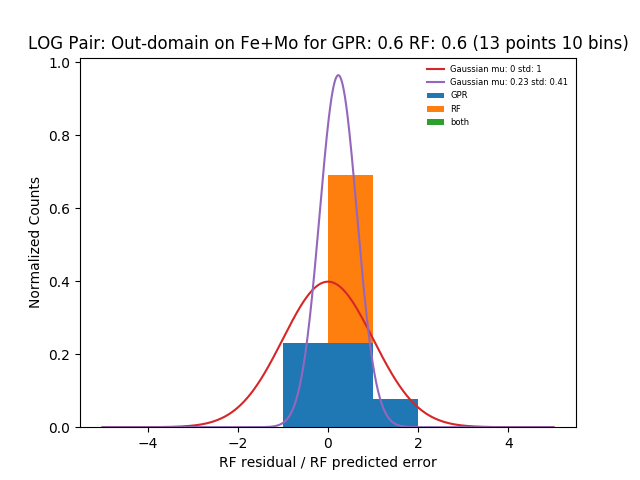 LOG Pair: Out-domain on Fe+Mo for GPR: 0.6 RF: 0.6 (13 points 10 bins)
Gaussian mu: 0 std: 1
Gaussian mu: 0.23 std: 0.41
GPR
RF
both
Normalized Counts
1.0
0.8
0.6
0.4
0.2
0.0
−4 −2 0 2 4
RF residual / RF predicted error